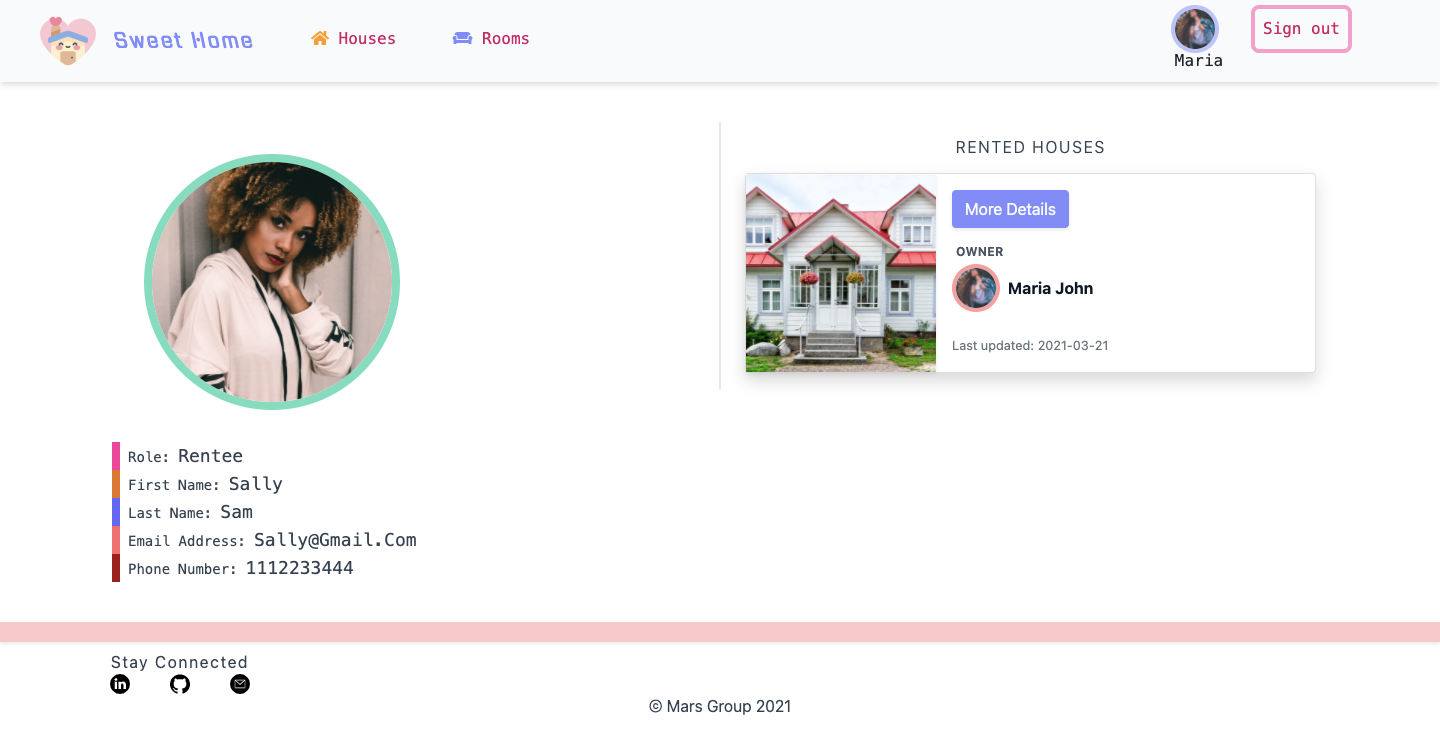 Sweet Home
Houses
Rooms
Maria
Sign out
RENTED HOUSES
More Details
OWNER
Maria John
Last updated: 2021-03-21
Role: Rentee
First Name: Sally
Last Name: Sam
Email Address: Sally@Gmail.Com
Phone Number: 1112233444
Stay Connected
in
© Mars Group 2021